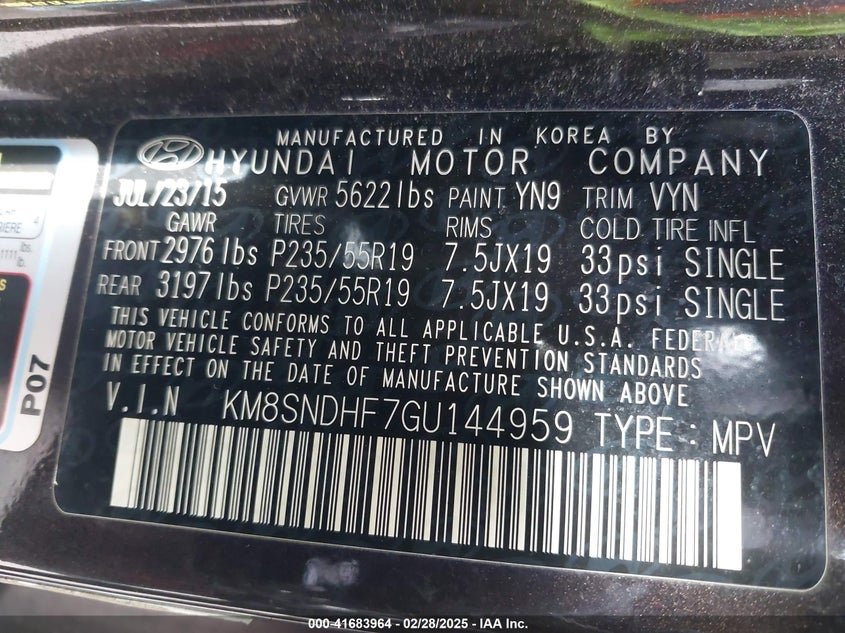 MANUFACTURED IN KOREA BY
HYUNDAI MOTOR COMPANY
JUL/23/15 GVWR 5622lbs PAINT YN9 TRIM VYN
GAWR TIRES RIMS COLD TIRE INFL
FRONT 2976lbs P235/55R19 7.5JX19 33psi SINGLE
REAR 3197lbs P235/55R19 7.5JX19 33psi SINGLE
THIS VEHICLE CONFORMS TO ALL APPLICABLE U.S.A. FEDERAL
MOTOR VEHICLE SAFETY AND THEFT PREVENTION STANDARDS
IN EFFECT ON THE DATE OF MANUFACTURE SHOWN ABOVE
V.I.N KM8SNDHF7GU144959 TYPE : MPV
4
lbs.
P07
000-41683964 - 02/28/2025 - IAA Inc.